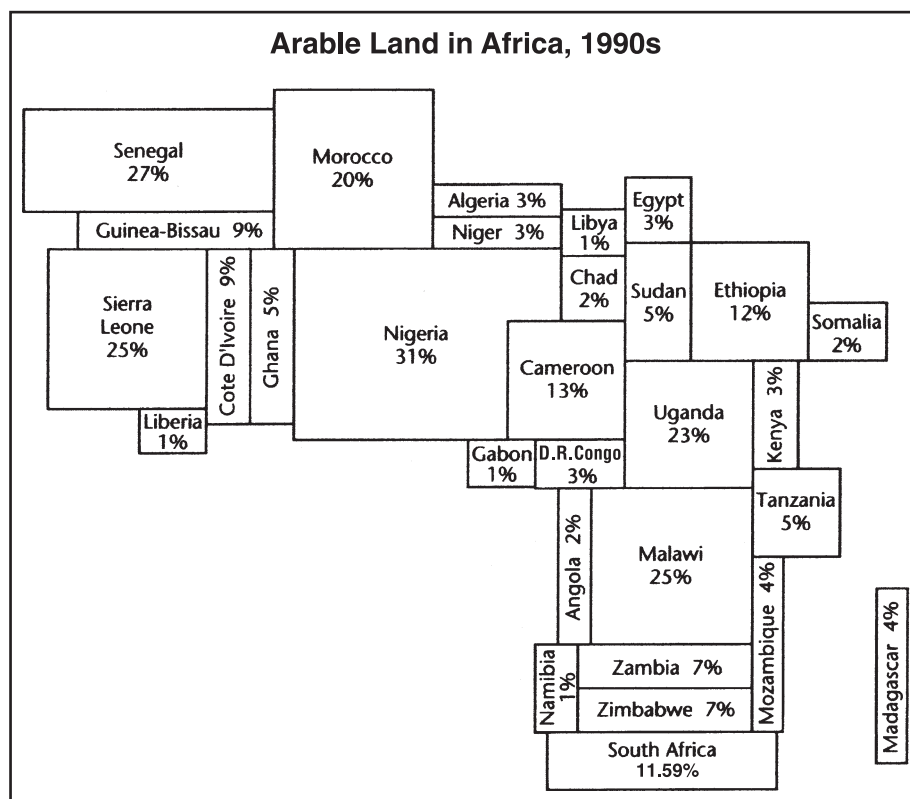 Arable Land in Africa, 1990s
Senegal
27%
Morocco
20%
Algeria 3%
Egypt
3%
Guinea-Bissau 9%
Niger 3%
Libya
1%
Sierra
Leone
25%
Cote D'Ivoire 9%
Ghana 5%
Nigeria
31%
Chad
2%
Sudan
5%
Ethiopia
12%
Somalia
2%
Cameroon
13%
Uganda
23%
Kenya 3%
Liberia
1%
Gabon
1%
D.R.Congo
3%
Tanzania
5%
Angola 2%
Malawi
25%
Mozambique 4%
Madagascar 4%
Namibia
1%
Zambia 7%
Zimbabwe 7%
South Africa
11.59%